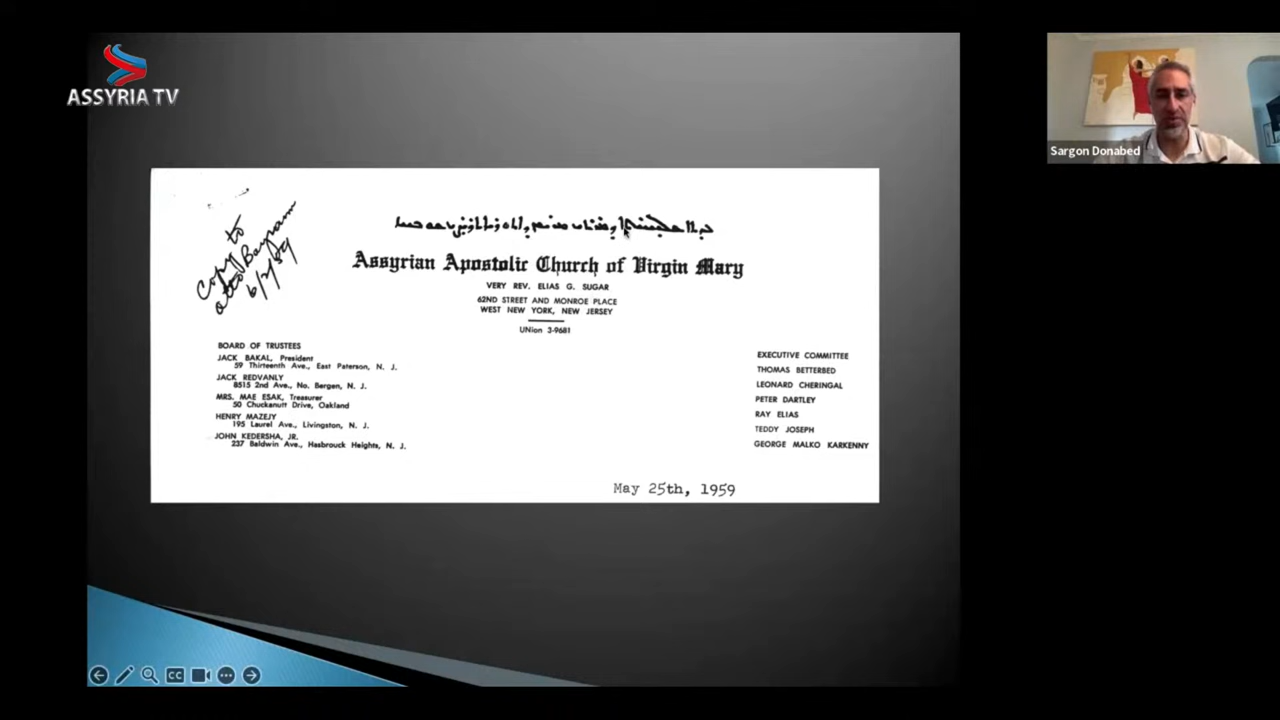 ASSYRIA TV
Sargon Donabed
Copy to
Assyrian Apostolic Church of Virgin Mary
VERY REV. ELIAS G. SUGAR
62ND STREET AND MONROE PLACE
WEST NEW YORK, NEW JERSEY
UNion 3-9681
BOARD OF TRUSTEES
JACK BAKAL, President
59 Thirteenth Ave., East Paterson, N. J.
JACK REDVANLY
8515 2nd Ave., No. Bergen, N. J.
MRS. MAE ESAK, Treasurer
50 Chuckanutt Drive, Oakland
HENRY MAZEJY
195 Laurel Ave., Livingston, N. J.
JOHN KEDERSHA, JR.
237 Baldwin Ave., Hasbrouck Heights, N. J.
EXECUTIVE COMMITTEE
THOMAS BETTERBED
LEONARD CHERINGAL
PETER DARTLEY
RAY ELIAS
TEDDY JOSEPH
GEORGE MALKO KARKENNY
May 25th, 1959
CC